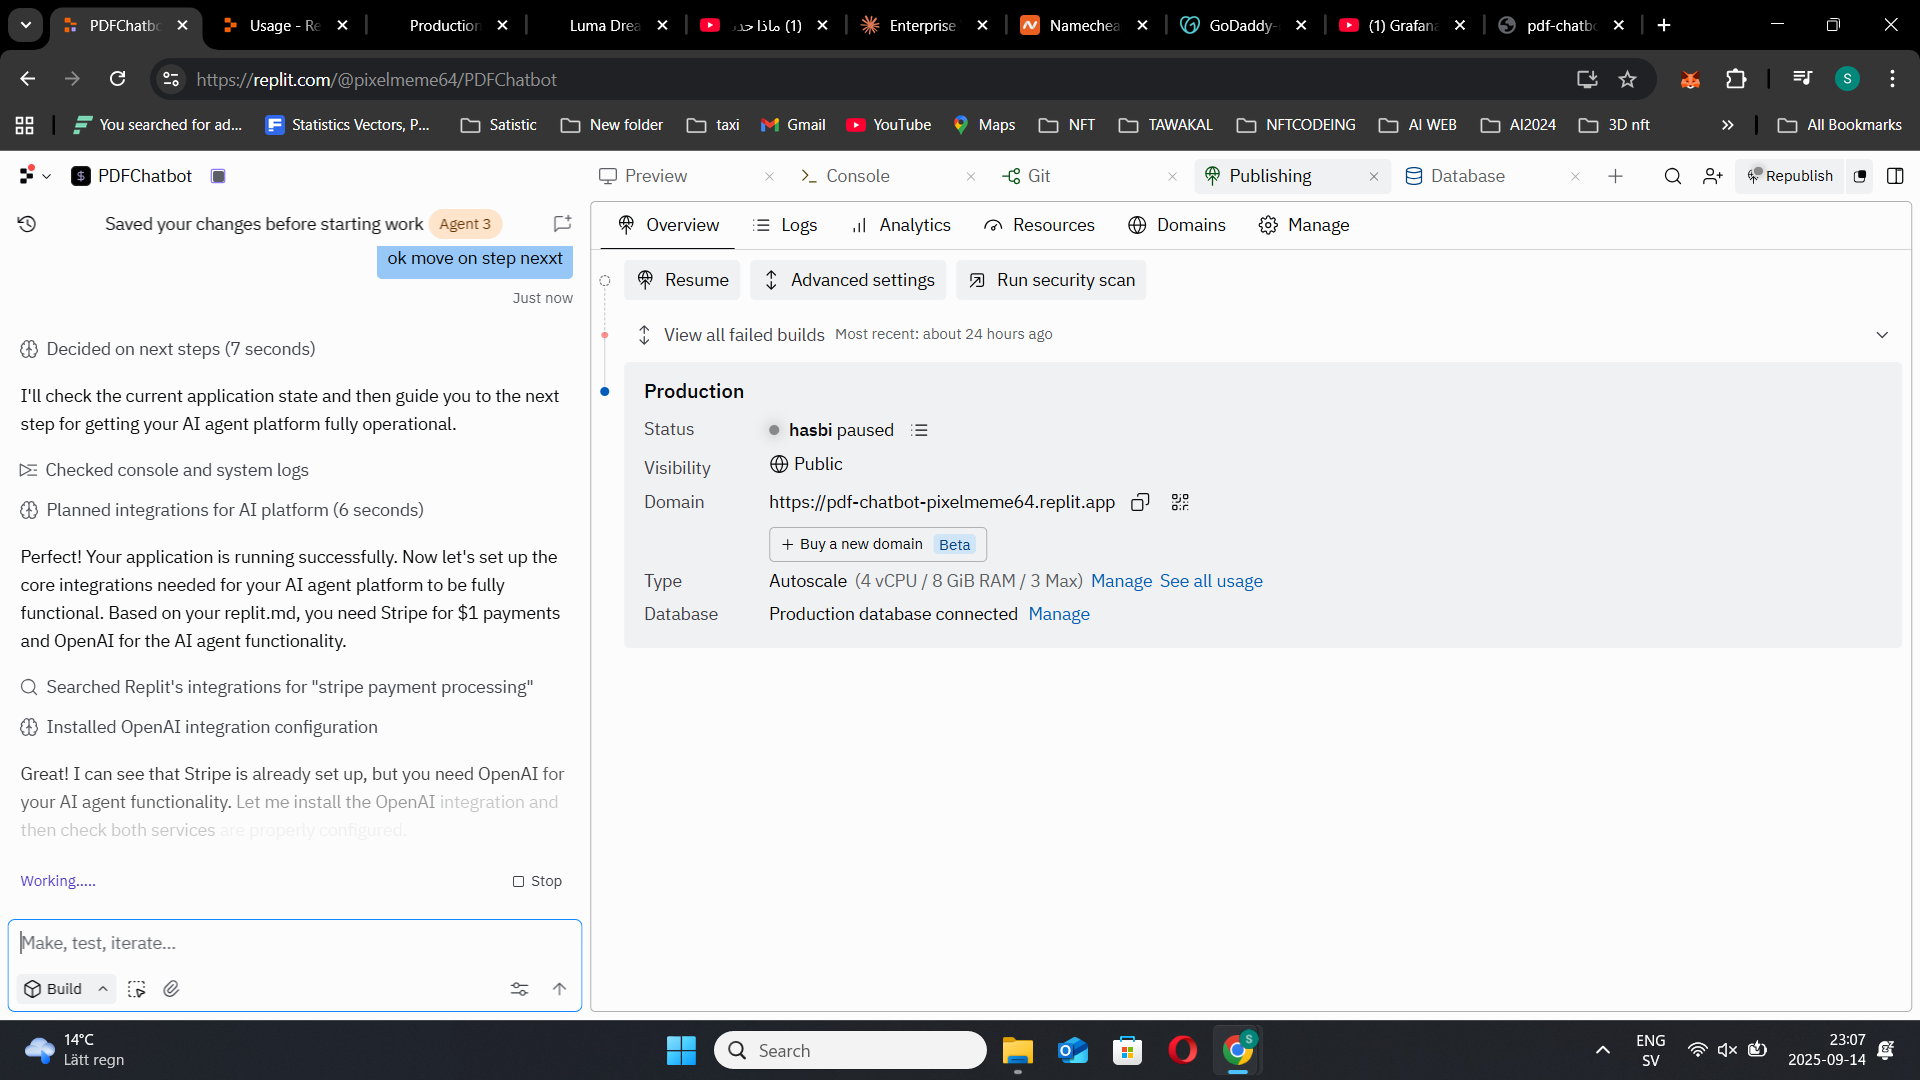 PDFChatbo
Usage - Re
Production
Luma Drea
(1) ماذا حدد
Enterprise
Namechea
GoDaddy
(1) Grafana
pdf-chatbo
https://replit.com/@pixelmeme64/PDFChatbot
S
You searched for ad...
Statistics Vectors, P...
Satistic
New folder
taxi
Gmail
YouTube
Maps
NFT
TAWAKAL
NFTCODEING
AI WEB
AI2024
3D nft
All Bookmarks
PDFChatbot
Preview
Console
Git
Publishing
Database
Republish
Saved your changes before starting work Agent 3
ok move on step nexxt
Just now
Decided on next steps (7 seconds)
I'll check the current application state and then guide you to the next
step for getting your AI agent platform fully operational.
Checked console and system logs
Planned integrations for AI platform (6 seconds)
Perfect! Your application is running successfully. Now let's set up the
core integrations needed for your AI agent platform to be fully
functional. Based on your replit.md, you need Stripe for $1 payments
and OpenAI for the AI agent functionality.
Searched Replit's integrations for "stripe payment processing"
Installed OpenAI integration configuration
Great! I can see that Stripe is already set up, but you need OpenAI for
your AI agent functionality. Let me install the OpenAI integration and
then check both services are properly configured.
Working.....
Stop
Make, test, iterate...
Build
Overview
Logs
Analytics
Resources
Domains
Manage
Resume
Advanced settings
Run security scan
View all failed builds Most recent: about 24 hours ago
Production
Status hasbi paused
Visibility Public
Domain https://pdf-chatbot-pixelmeme64.replit.app
+ Buy a new domain Beta
Type Autoscale (4 vCPU / 8 GiB RAM / 3 Max) Manage See all usage
Database Production database connected Manage
14°C
Lätt regn
Search
S
ENG
SV
23:07
2025-09-14